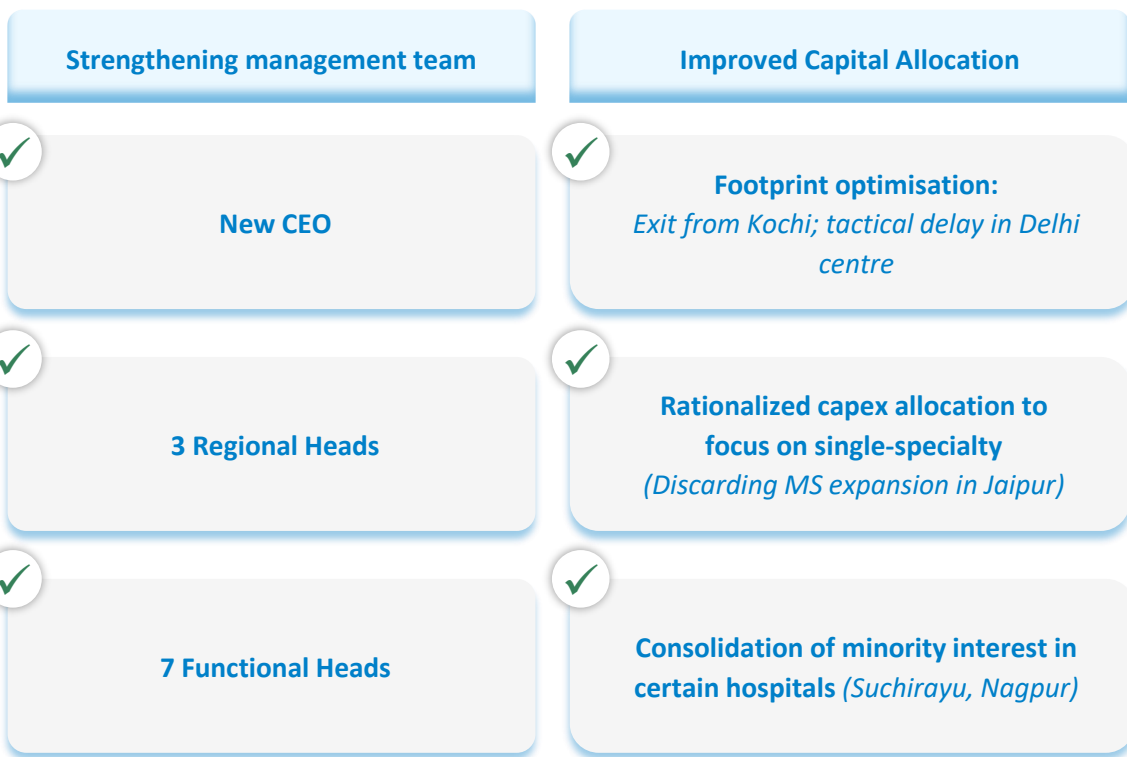 Strengthening management team
Improved Capital Allocation
New CEO
Footprint optimisation:
Exit from Kochi; tactical delay in Delhi
centre
3 Regional Heads
Rationalized capex allocation to
focus on single-specialty
(Discarding MS expansion in Jaipur)
7 Functional Heads
Consolidation of minority interest in
certain hospitals (Suchirayu, Nagpur)